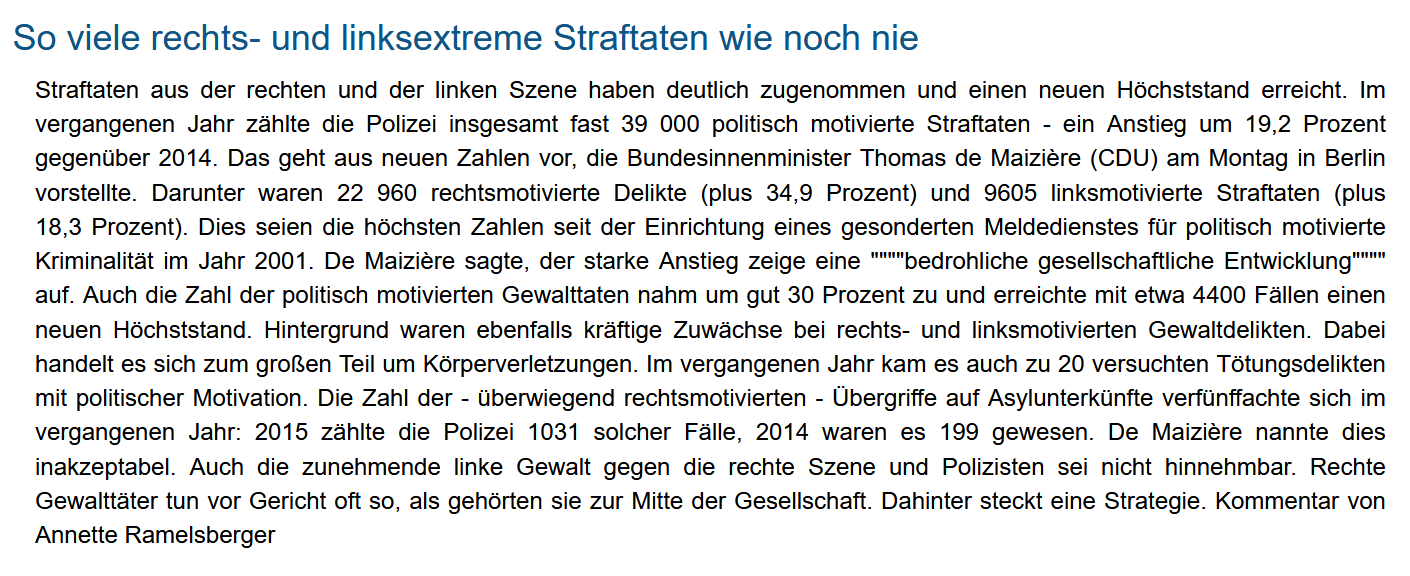 So viele rechts- und linksextreme Straftaten wie noch nie
Straftaten aus der rechten und der linken Szene haben deutlich zugenommen und einen neuen Höchststand erreicht. Im
vergangenen Jahr zählte die Polizei insgesamt fast 39 000 politisch motivierte Straftaten - ein Anstieg um 19,2 Prozent
gegenüber 2014. Das geht aus neuen Zahlen vor, die Bundesinnenminister Thomas de Maizière (CDU) am Montag in Berlin
vorstellte. Darunter waren 22 960 rechtsmotivierte Delikte (plus 34,9 Prozent) und 9605 linksmotivierte Straftaten (plus
18,3 Prozent). Dies seien die höchsten Zahlen seit der Einrichtung eines gesonderten Meldedienstes für politisch motivierte
Kriminalität im Jahr 2001. De Maizière sagte, der starke Anstieg zeige eine """"bedrohliche gesellschaftliche Entwicklung""""
auf. Auch die Zahl der politisch motivierten Gewalttaten nahm um gut 30 Prozent zu und erreichte mit etwa 4400 Fällen einen
neuen Höchststand. Hintergrund waren ebenfalls kräftige Zuwächse bei rechts- und linksmotivierten Gewaltdelikten. Dabei
handelt es sich zum großen Teil um Körperverletzungen. Im vergangenen Jahr kam es auch zu 20 versuchten Tötungsdelikten
mit politischer Motivation. Die Zahl der - überwiegend rechtsmotivierten - Übergriffe auf Asylunterkünfte verfünffachte sich im
vergangenen Jahr: 2015 zählte die Polizei 1031 solcher Fälle, 2014 waren es 199 gewesen. De Maizière nannte dies
inakzeptabel. Auch die zunehmende linke Gewalt gegen die rechte Szene und Polizisten sei nicht hinnehmbar. Rechte
Gewalttäter tun vor Gericht oft so, als gehörten sie zur Mitte der Gesellschaft. Dahinter steckt eine Strategie. Kommentar von
Annette Ramelsberger